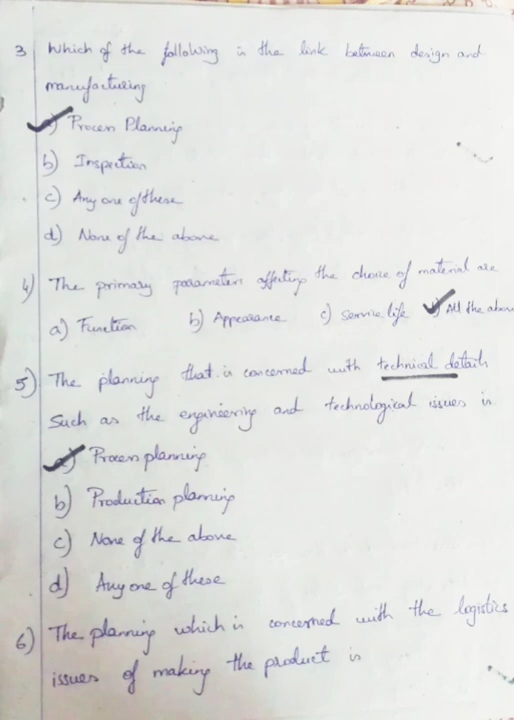 3 Which of the following is the link between design and
manufacturing
a) Process Planning
b) Inspection
c) Any one of these
d) None of the above
4) The primary parameters affecting the choice of material are
a) Function b) Appearance c) Service life d) All the above
5) The planning that is concerned with technical details
Such as the engineering and technological issues is
a) Process planning
b) Production planning
c) None of the above
d) Any one of these
6) The planning which is concerned with the logistics
issues of making the product is